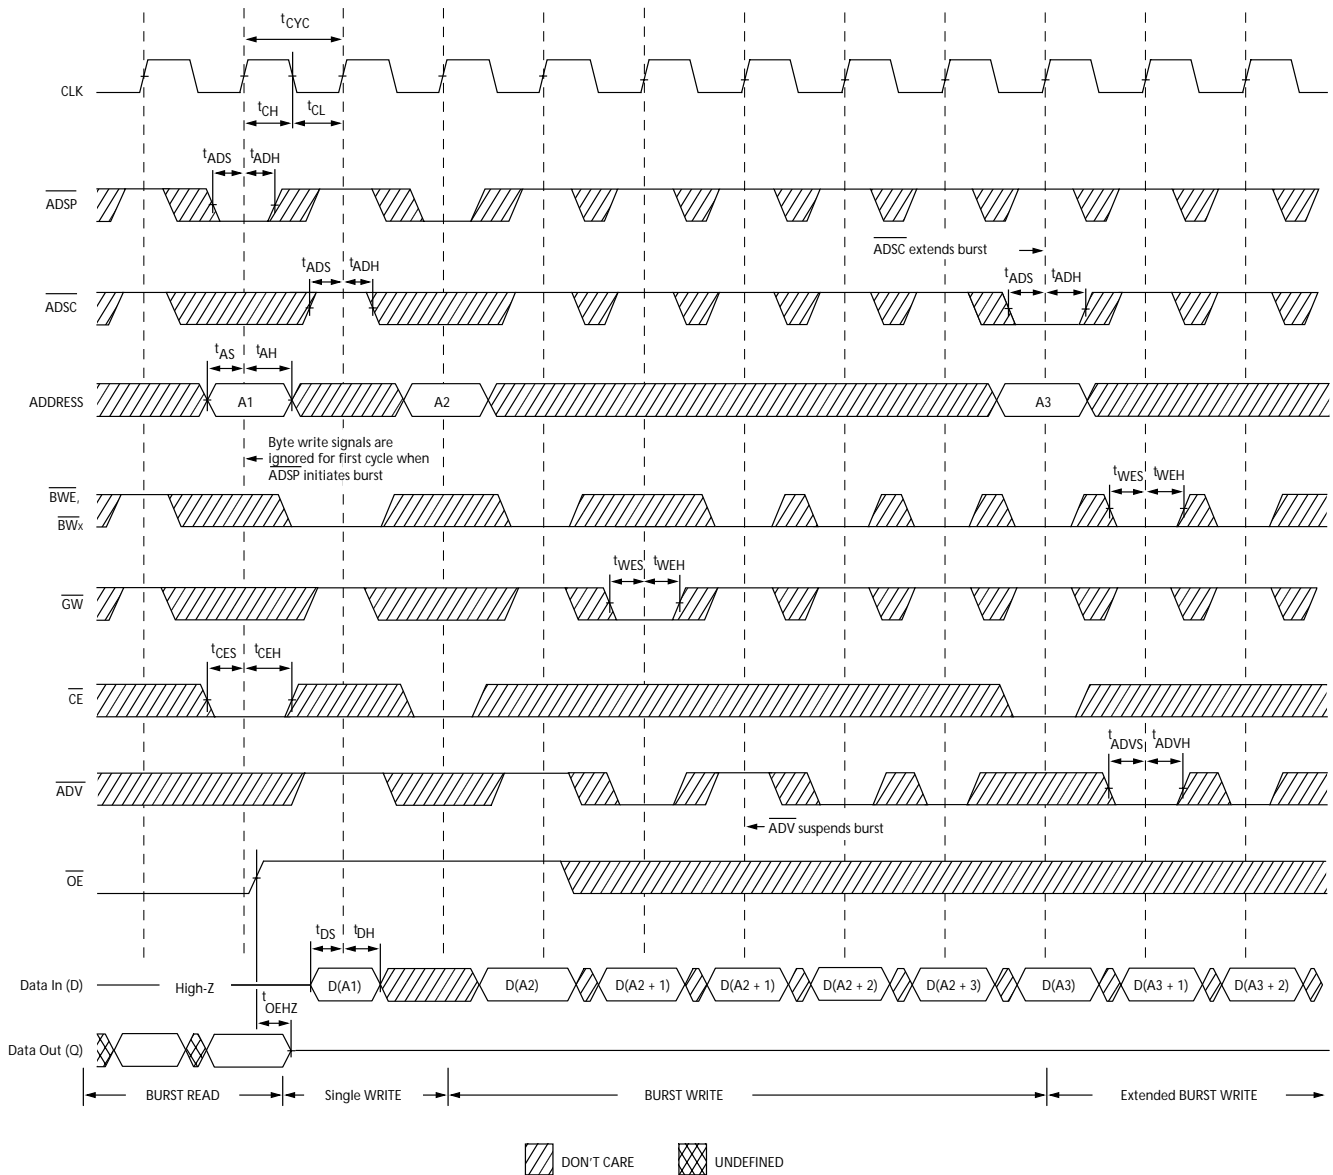 tCYC
CLK
tCH tCL
tADS tADH
ADSP
ADSC extends burst
tADS tADH tADS tADH
ADSC
tAS tAH
ADDRESS A1 A2 A3
Byte write signals are
ignored for first cycle when
ADSP initiates burst
tWES tWEH
BWE,
BWx
tWES tWEH
GW
tCES tCEH
CE
tADVS tADVH
ADV
ADV suspends burst
OE
tDS tDH
Data In (D) High-Z D(A1) D(A2) D(A2 + 1) D(A2 + 1) D(A2 + 2) D(A2 + 3) D(A3) D(A3 + 1) D(A3 + 2)
tOEHZ
Data Out (Q)
BURST READ Single WRITE BURST WRITE Extended BURST WRITE
DON'T CARE UNDEFINED